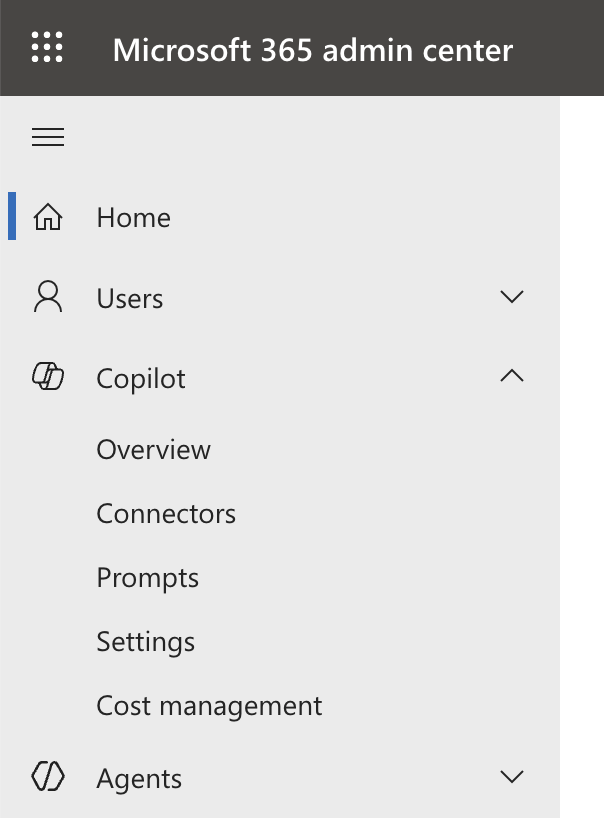 Microsoft 365 admin center
Home
Users
Copilot
Overview
Connectors
Prompts
Settings
Cost management
Agents